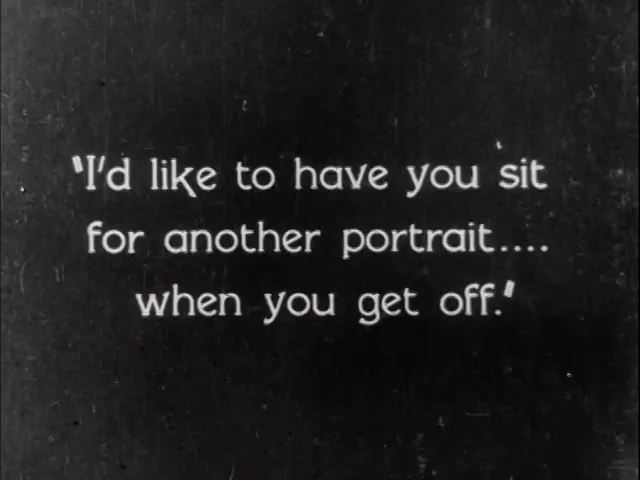 "I'd like to have you sit
for another portrait....
when you get off."